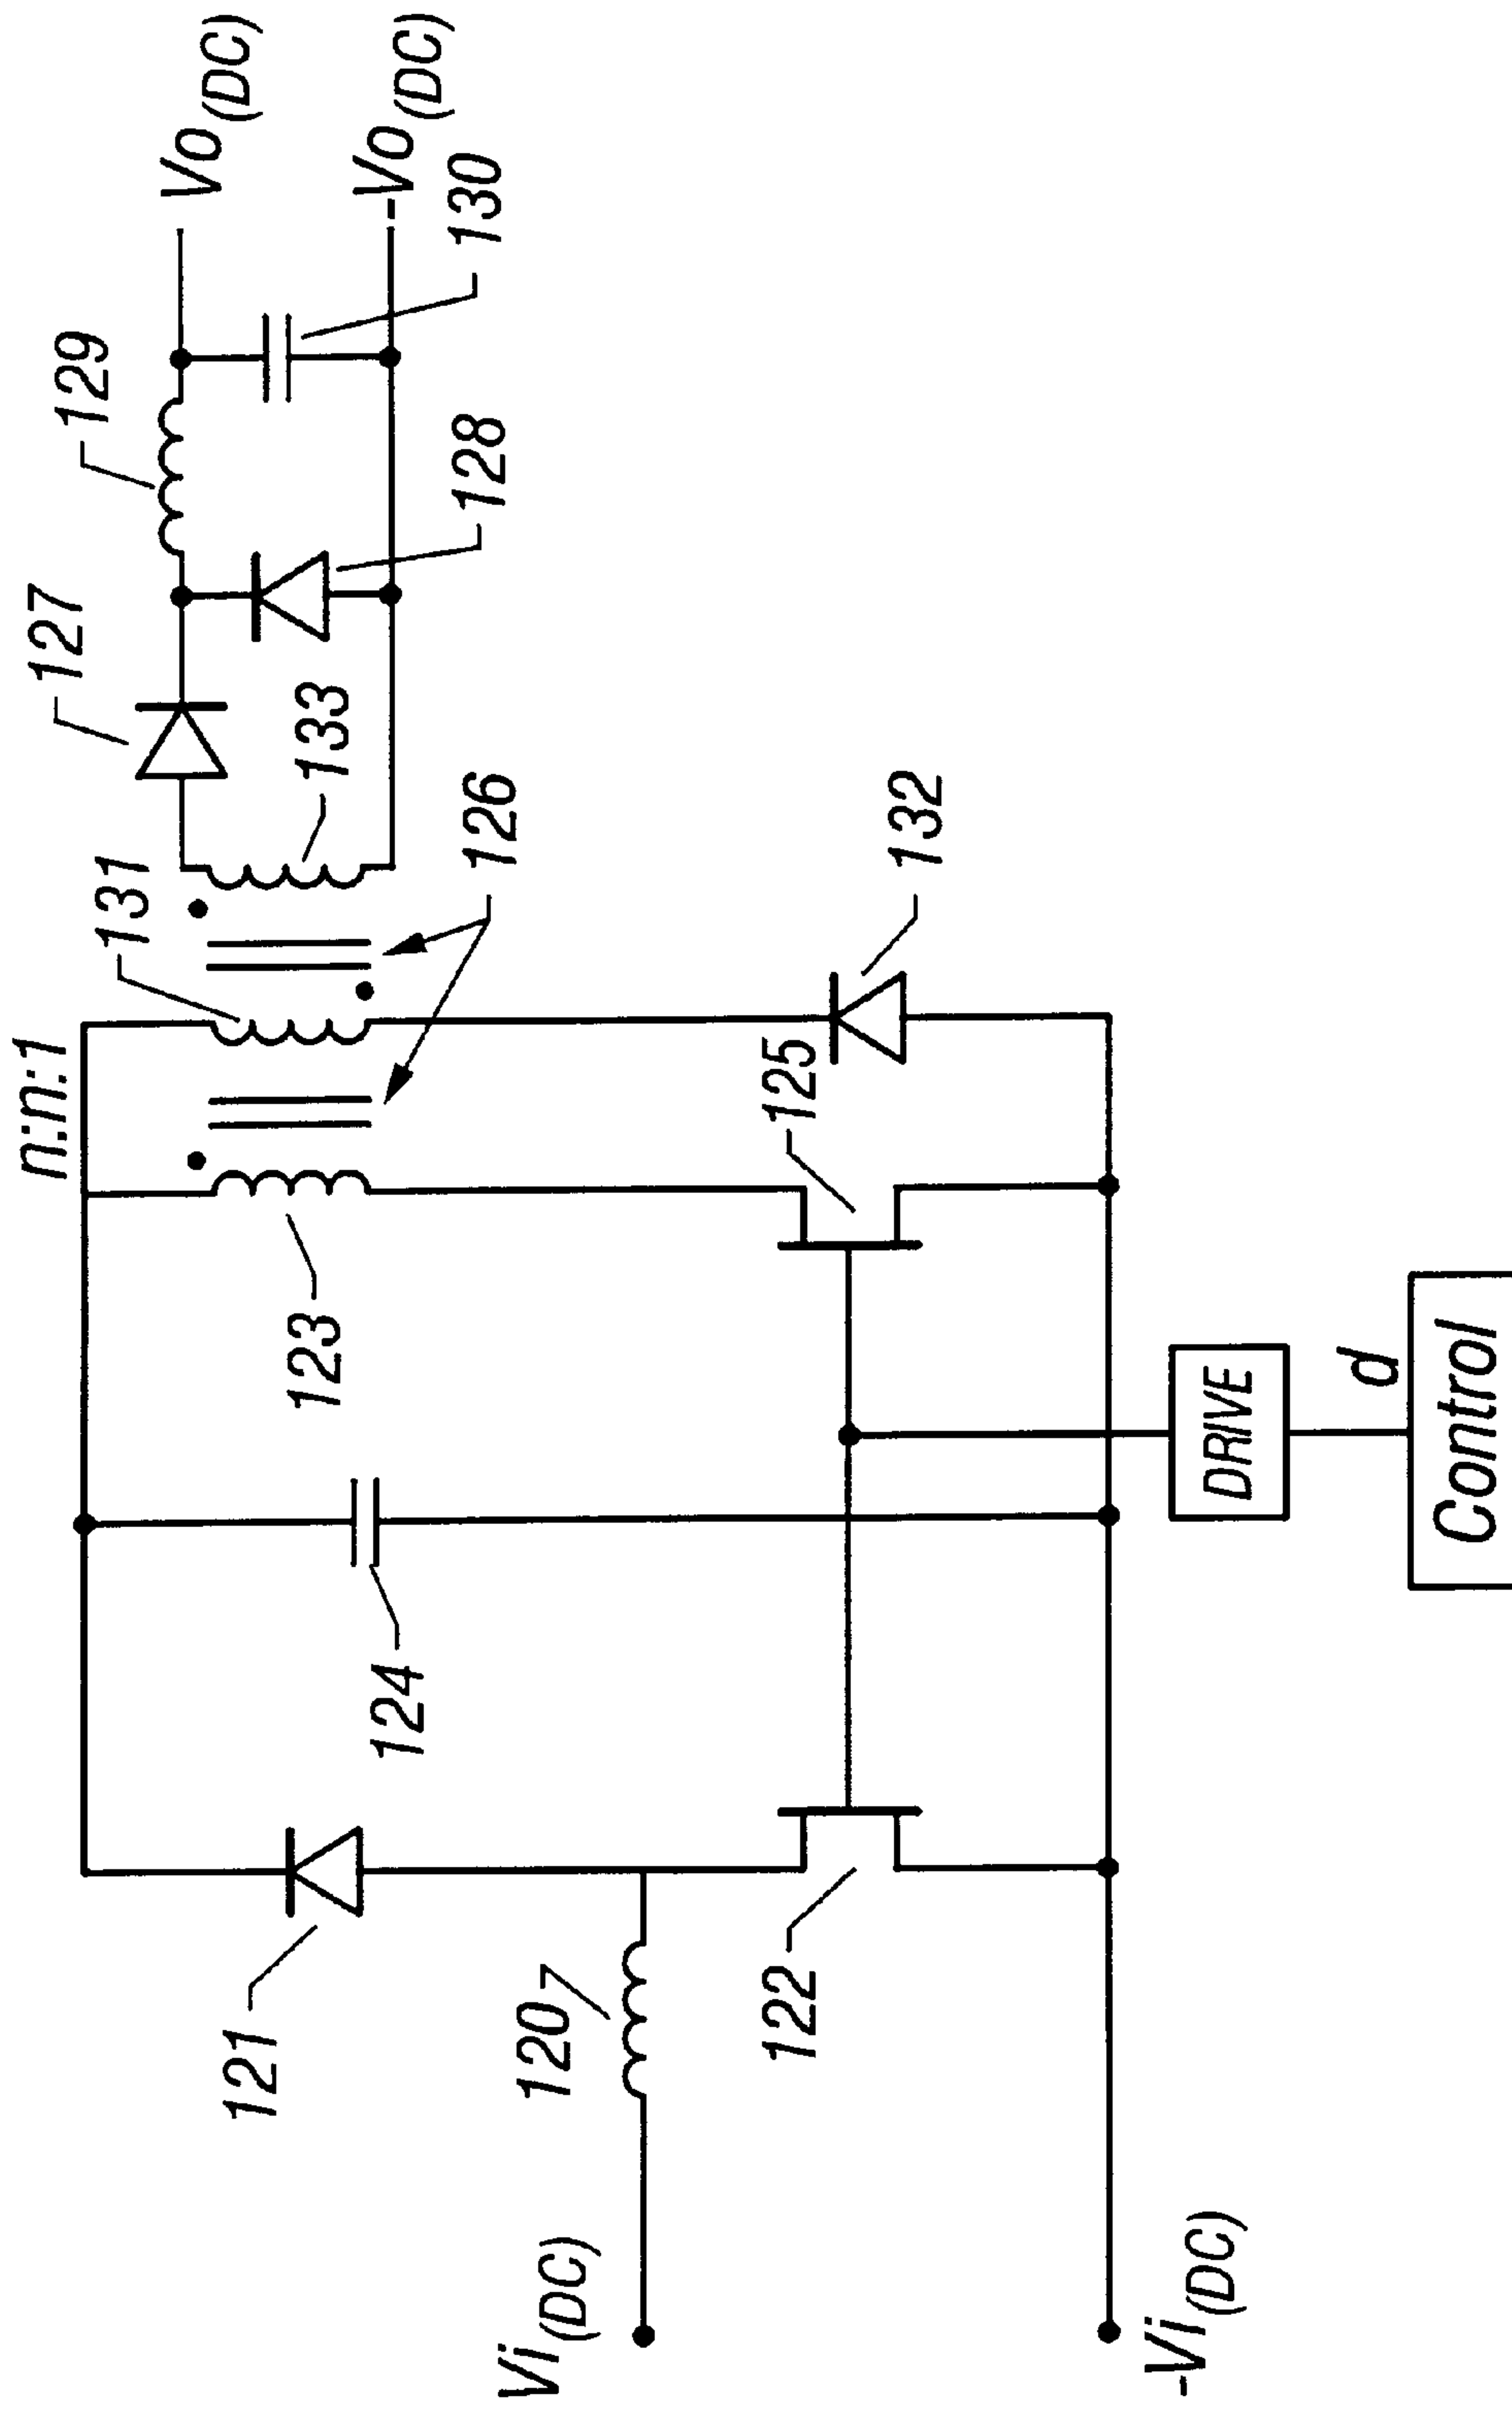 n:n:1
131
127
129
Vo(DC)
133
-Vo(DC)
128
130
126
121
124
123
120
Vi(DC)
122
125
132
-Vi(DC)
DRIVE
d
Control